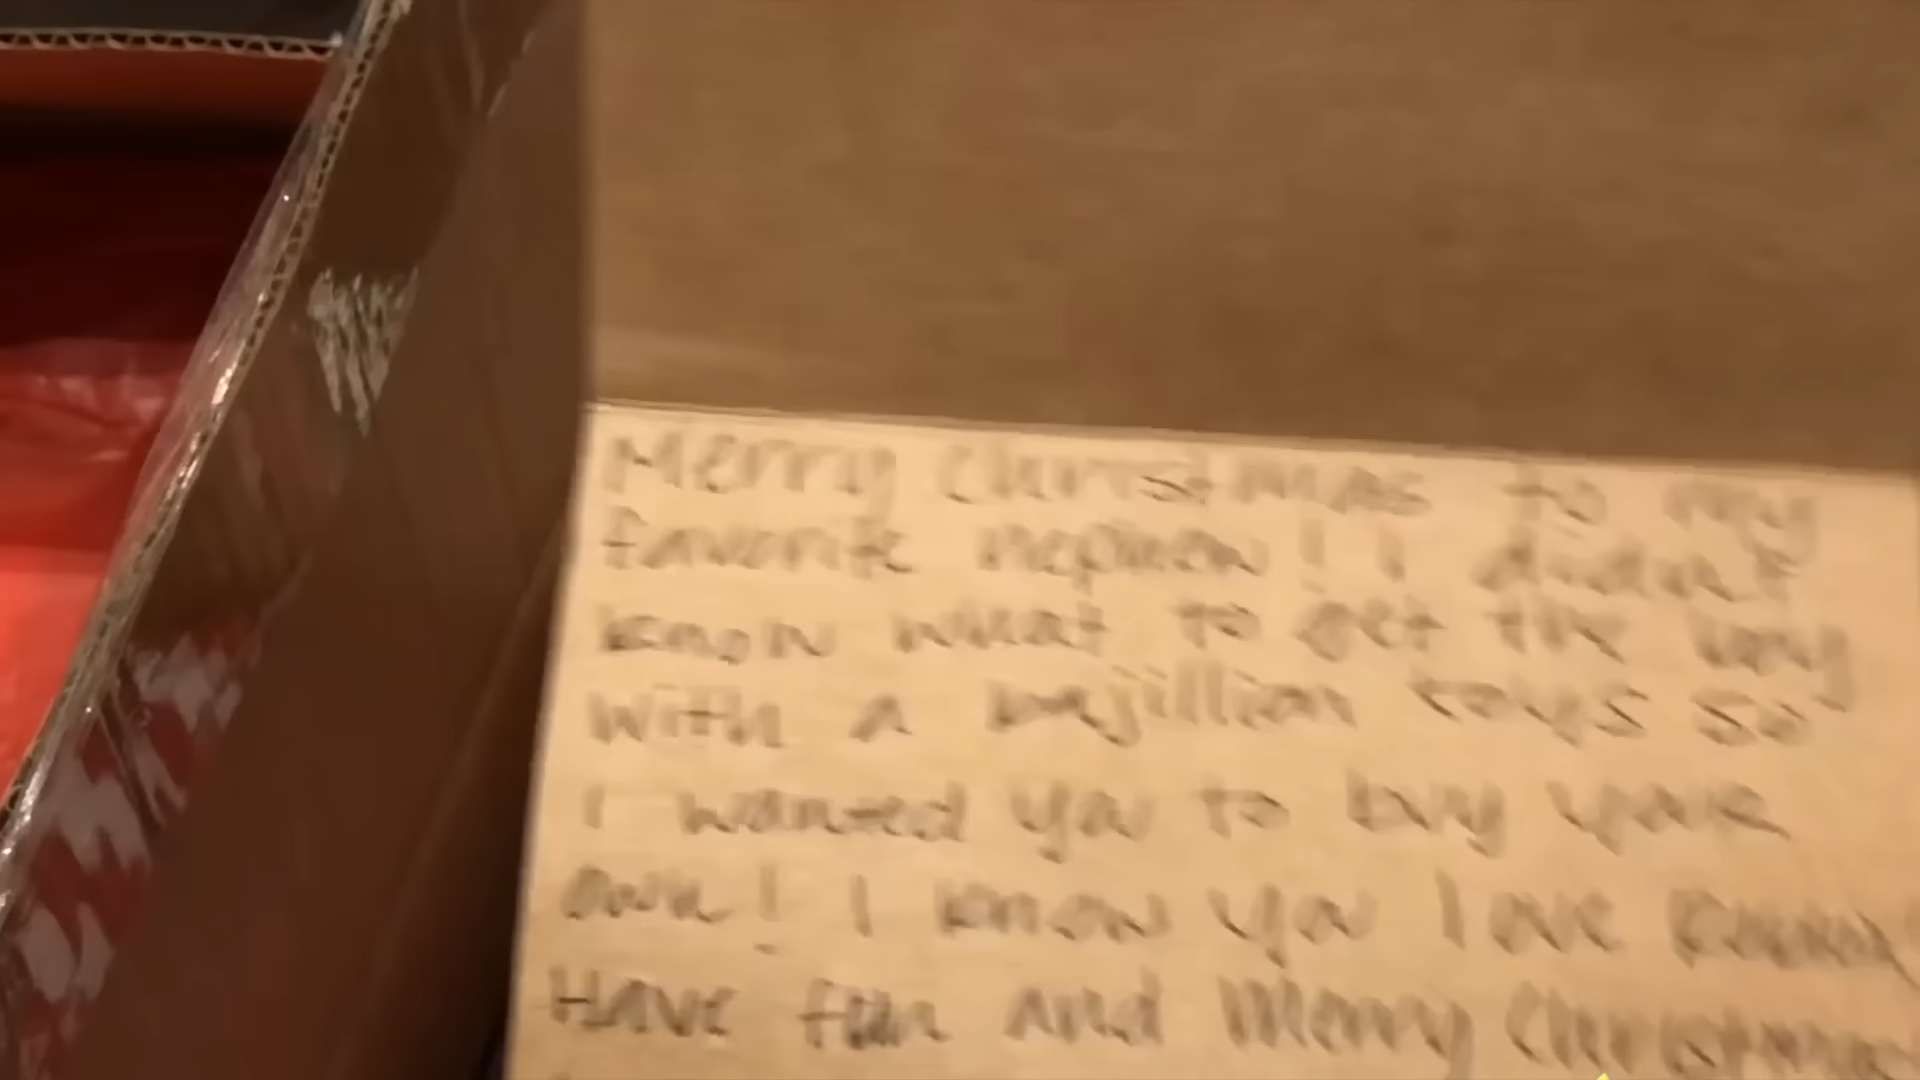 Merry Christmas to my
favorite nephew! I didn't
know what to get the boy
with a bajillion toys so
I wanted you to buy your
own! I know you love
Have fun and Merry Christmas